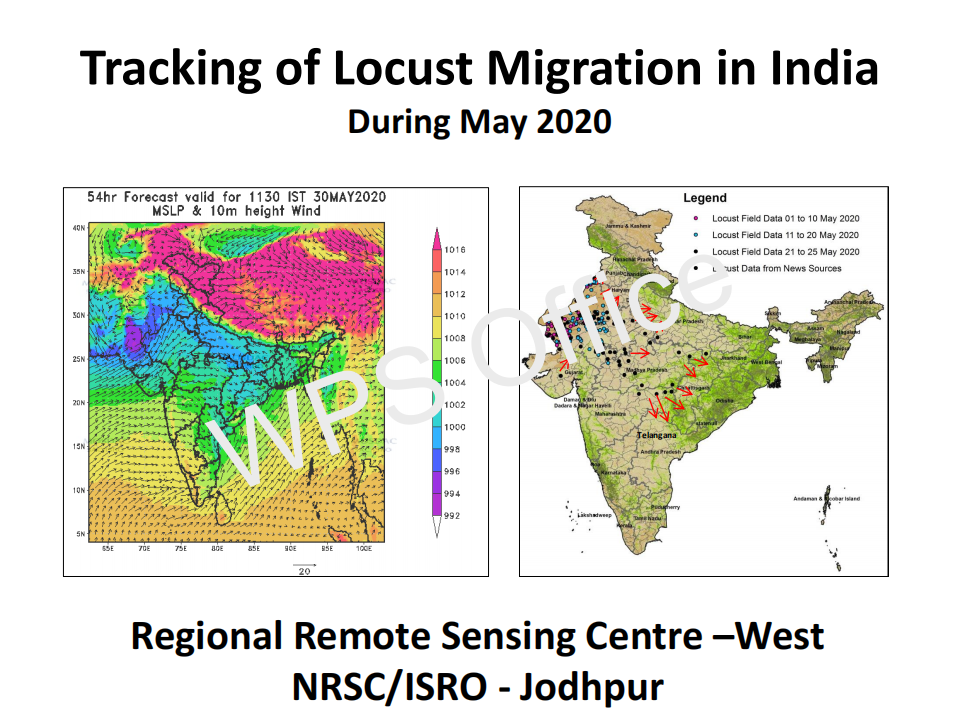 Tracking of Locust Migration in India
During May 2020
54hr Forecast valid for 1130 IST 30MAY2020
MSLP & 10m height Wind
40N
35N
30N
25N
20N
15N
10N
5N
65E 70E 75E 80E 85E 90E 95E 100E
20
1016
1014
1012
1010
1008
1006
1004
1002
1000
998
996
994
992
Legend
Locust Field Data 01 to 10 May 2020
Locust Field Data 11 to 20 May 2020
Locust Field Data 21 to 25 May 2020
Locust Data from News Sources
Jammu & Kashmir
Himachal Pradesh
Punjab
Haryana
Pradesh
Sikkim
Arunachal Pradesh
Assam
Nagaland
Meghalaya
Bihar
Jharkhand
West Bengal
Gujarat
Madhya Pradesh
Chhattisgarh
Odisha
Daman & Diu
Dadara & Nagar Haveli
Maharashtra
Telangana
Andhra Pradesh
Goa
Karnataka
Puducherry
Lakshadweep
Tamil Nadu
Kerala
Andaman & Nicobar Island
WPS Office
Regional Remote Sensing Centre –West
NRSC/ISRO - Jodhpur